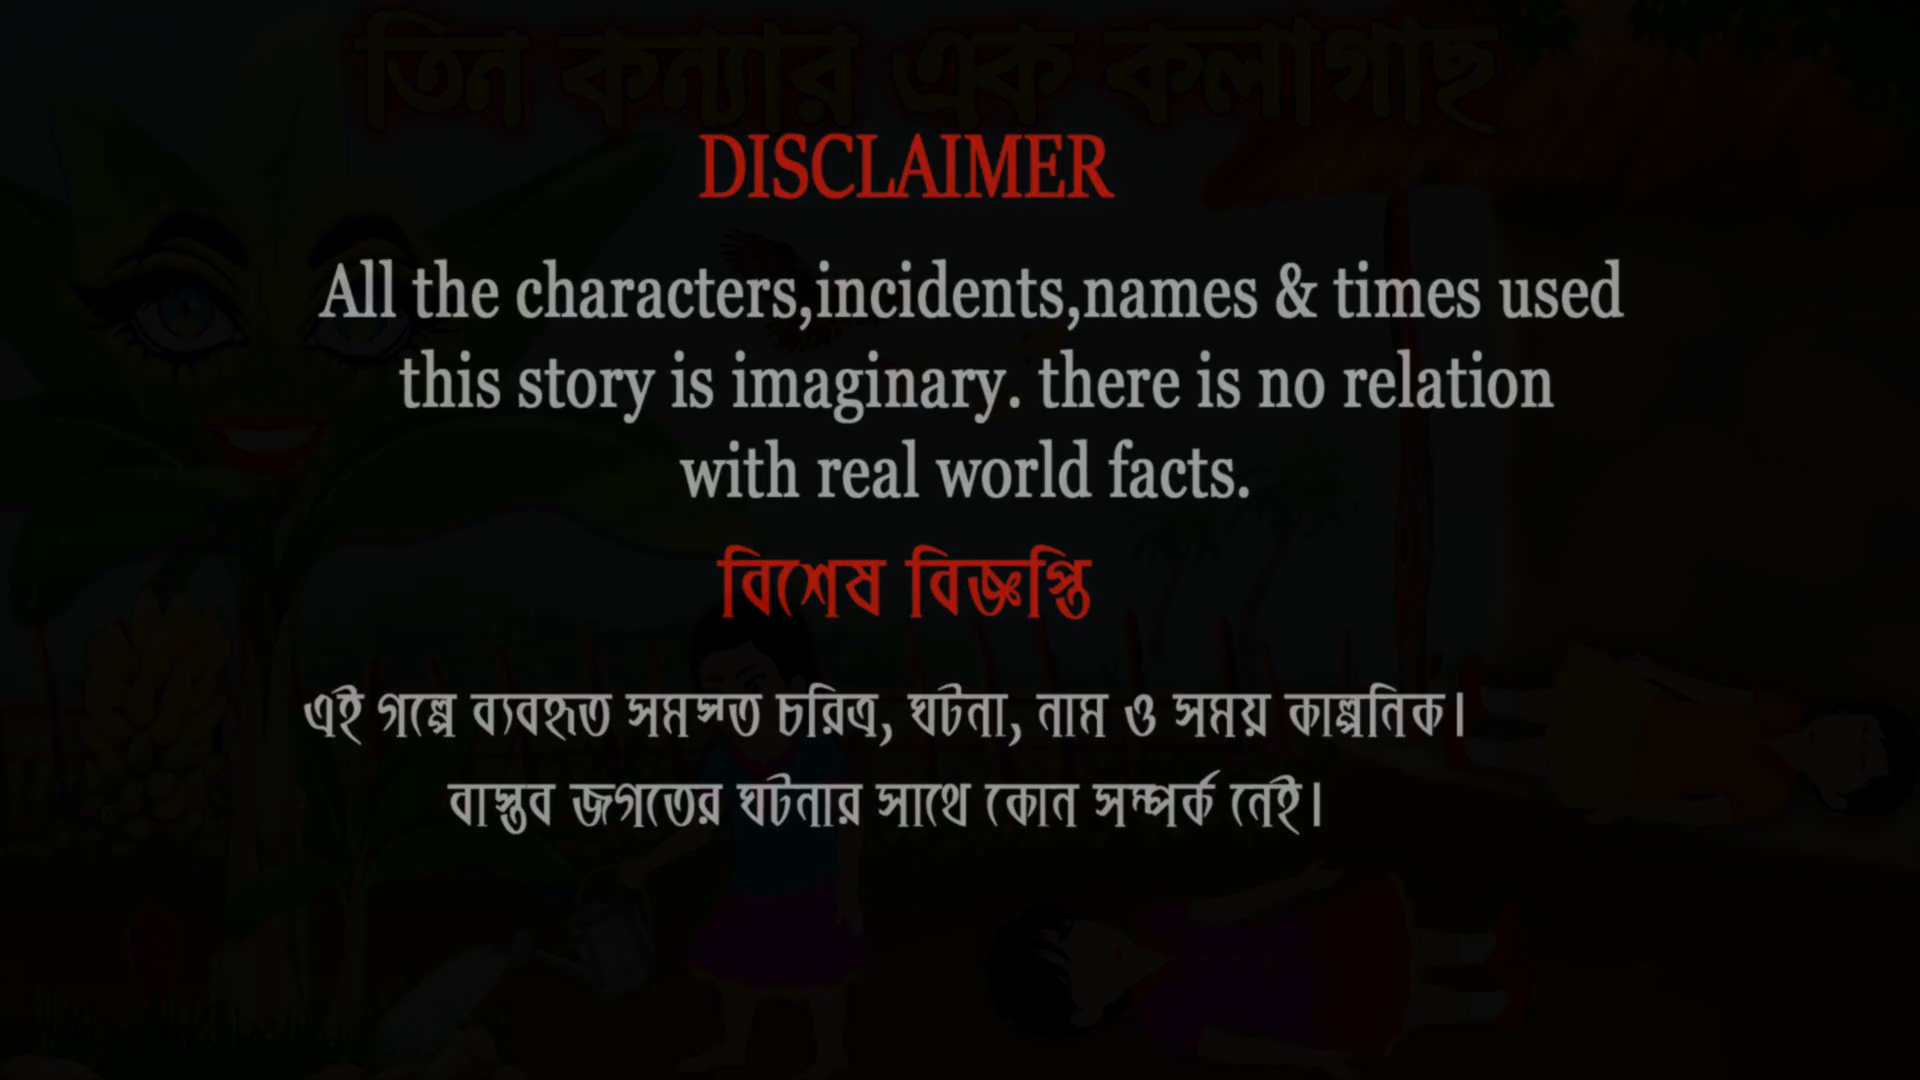 তিন কন্যার এক কলাগাছ
DISCLAIMER
All the characters,incidents,names & times used
this story is imaginary. there is no relation
with real world facts.
বিশেষ বিজ্ঞপ্তি
এই গল্পে ব্যবহৃত সমস্ত চরিত্র, ঘটনা, নাম ও সময় কাল্পনিক।
বাস্তব জগতের ঘটনার সাথে কোন সম্পর্ক নেই।